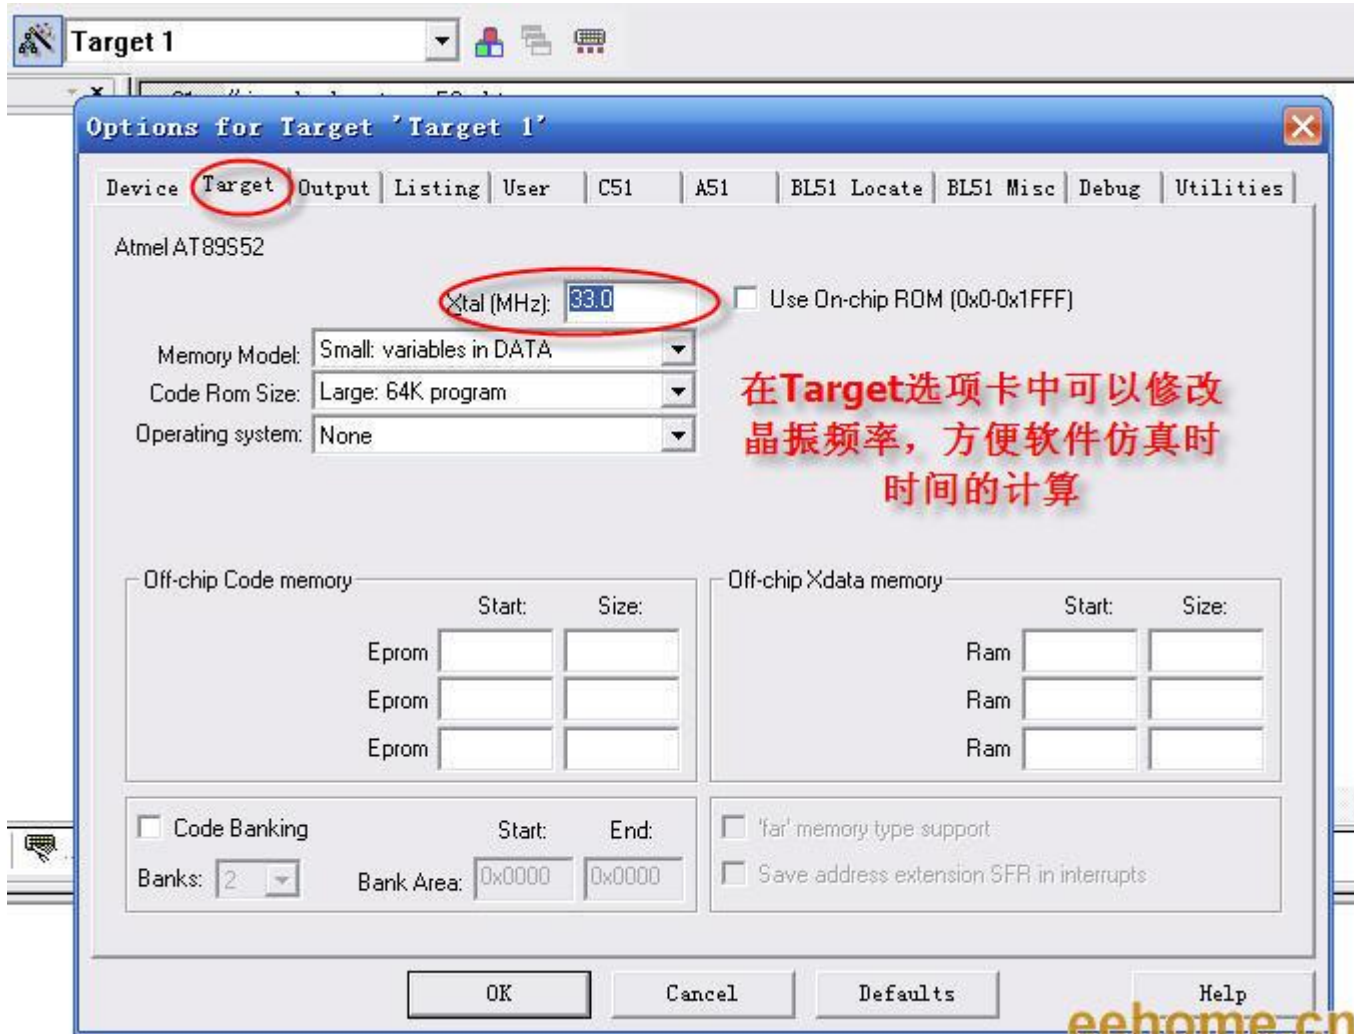 Target 1
Options for Target 'Target 1'
Device Target Output Listing User C51 A51 BL51 Locate BL51 Misc Debug Utilities
Atmel AT89S52
Xtal (MHz): 33.0 Use On-chip ROM (0x0-0x1FFF)
Memory Model: Small: variables in DATA
Code Rom Size: Large: 64K program
Operating system: None
在Target选项卡中可以修改
晶振频率，方便软件仿真时
时间的计算
Off-chip Code memory
Start: Size:
Eprom
Eprom
Eprom
Off-chip Xdata memory
Start: Size:
Ram
Ram
Ram
Code Banking Start: End:
Banks: 2 Bank Area: 0x0000 0x0000
'far' memory type support
Save address extension SFR in interrupts
OK Cancel Defaults Help
eehome.cn